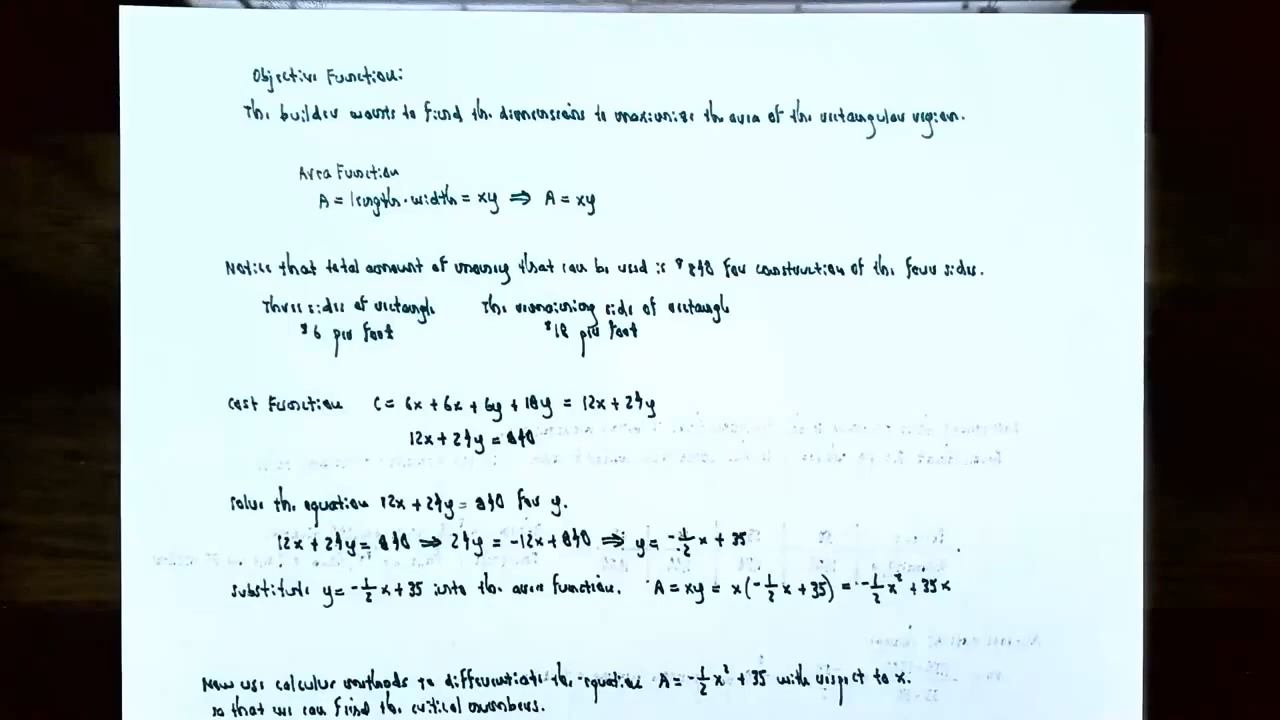 Objective Function:
The builder wants to find the dimensions to maximize the area of the rectangular region.
Area Function
A = length · width = xy ⇒ A = xy
Notice that total amount of money that can be used is $840 for construction of the four sides.
Three sides of rectangle    The remaining side of rectangle
$6 per foot    $18 per foot
Cost Function    C = 6x + 6x + 6y + 18y = 12x + 24y
12x + 24y = 840
Solve the equation 12x + 24y = 840 for y.
12x + 24y = 840 ⇒ 24y = -12x + 840 ⇒ y = -1/2 x + 35
Substitute y = -1/2 x + 35 into the area function.    A = xy = x(-1/2 x + 35) = -1/2 x² + 35x
Now use calculus methods to differentiate the equation A = -1/2 x² + 35 with respect to x.
so that we can find the critical numbers.